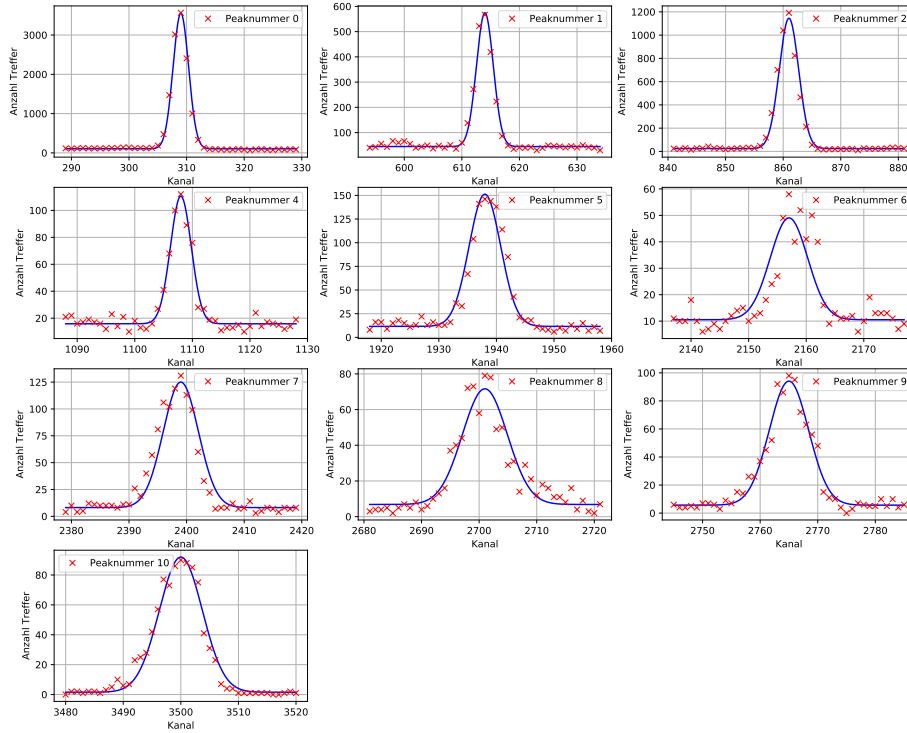 Peaknummer 0
Anzahl Treffer
3000
2000
1000
0
290 300 310 320 330
Kanal
Peaknummer 1
Anzahl Treffer
600
500
400
300
200
100
600 620
Kanal
Peaknummer 2
Anzahl Treffer
1200
1000
800
600
400
200
0
840 850 860 870 880
Kanal
Peaknummer 4
Anzahl Treffer
100
80
60
40
20
1090 1100 1110 1120 1130
Kanal
Peaknummer 5
Anzahl Treffer
150
125
100
75
50
25
0
1920 1930 1940 1950 1960
Kanal
Peaknummer 6
Anzahl Treffer
60
50
40
30
20
10
2140 2150 2160 2170
Kanal
Peaknummer 7
Anzahl Treffer
125
100
75
50
25
0
2380 2390 2400 2410 2420
Kanal
Peaknummer 8
Anzahl Treffer
80
60
40
20
0
2680 2690 2700 2710 2720
Kanal
Peaknummer 9
Anzahl Treffer
100
80
60
40
20
0
2750 2760 2770 2780
Kanal
Peaknummer 10
Anzahl Treffer
80
60
40
20
0
3480 3490 3500 3510 3520
Kanal